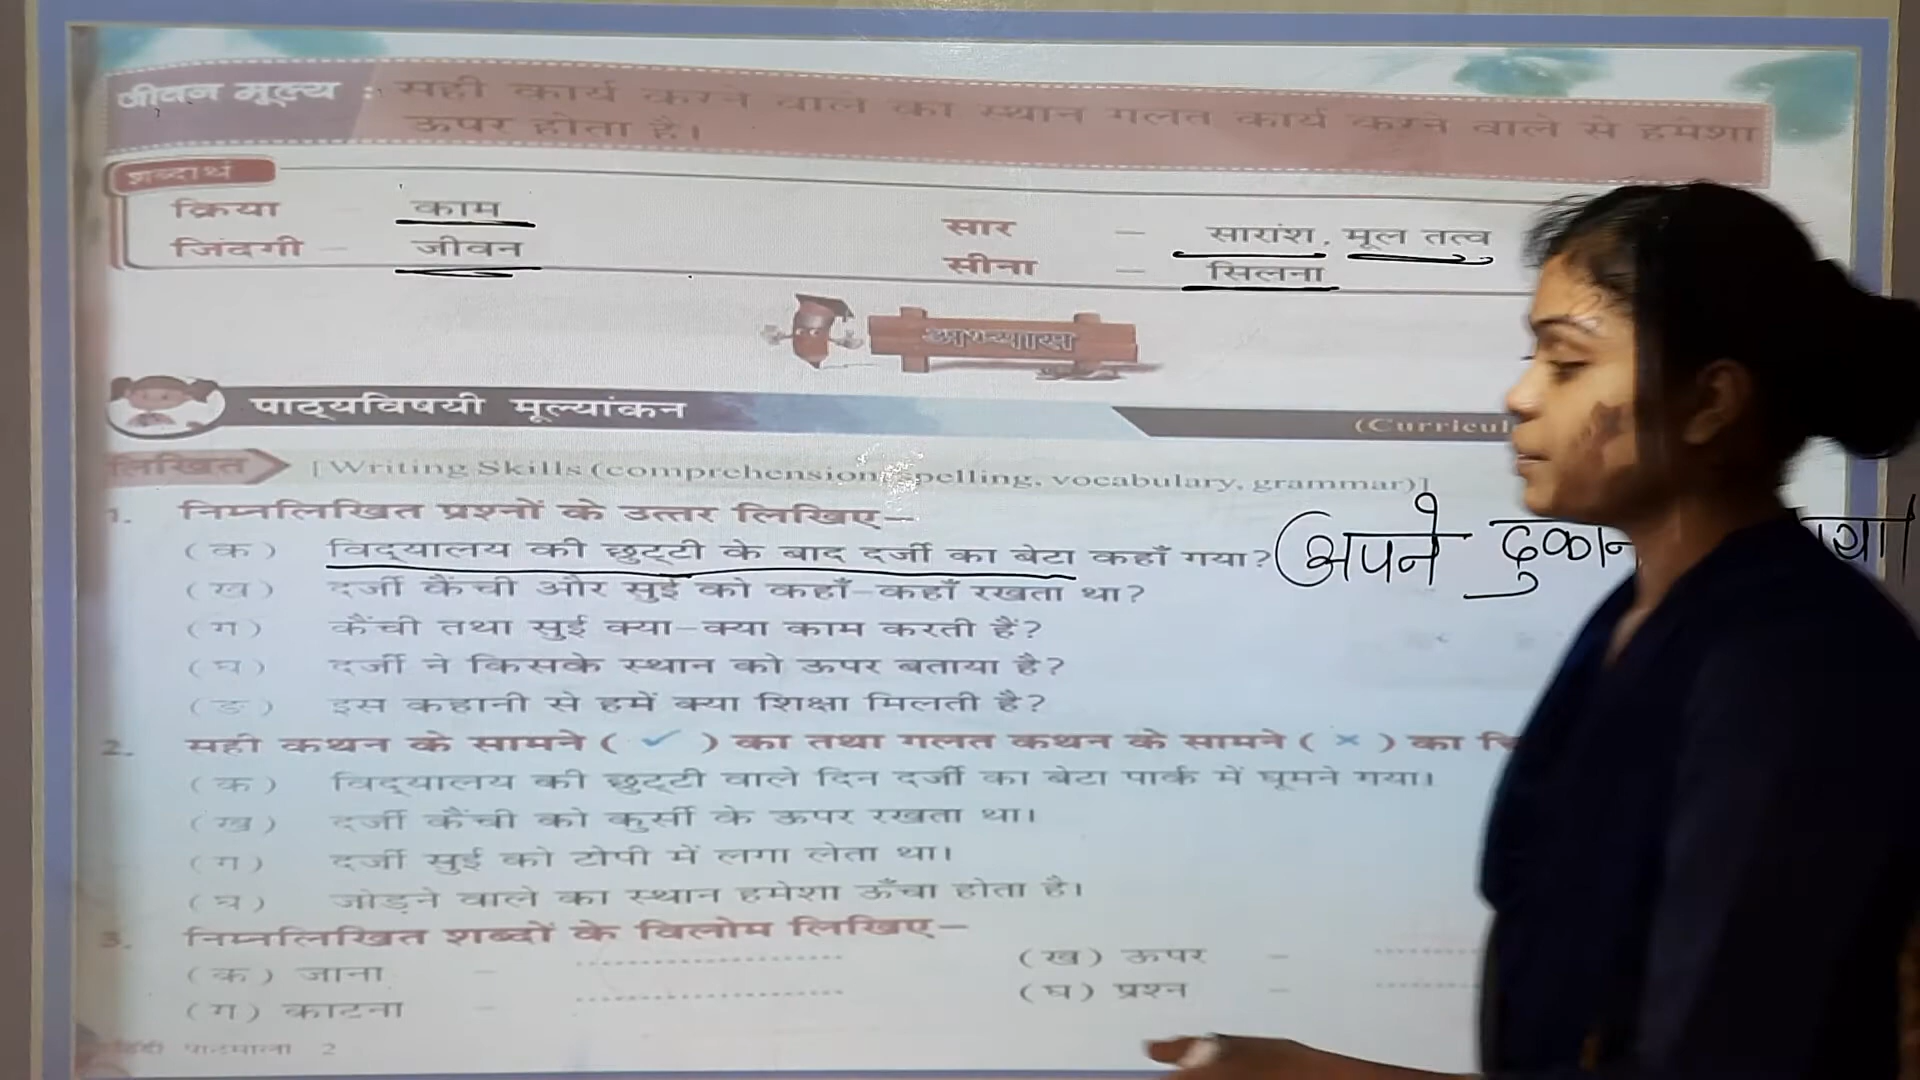 जीवन मूल्य : सही कार्य करने वाले का स्थान गलत कार्य करने वाले से हमेशा
ऊपर होता है।
शब्दार्थ
क्रिया – काम
सार – सारांश, मूल तत्व
जिंदगी – जीवन
सीना – सिलना
अभ्यास
पाठ्यविषयी मूल्यांकन
लिखित [Writing Skills (comprehension, spelling, vocabulary, grammar)]
1. निम्नलिखित प्रश्नों के उत्तर लिखिए–
(क) विद्यालय की छुट्टी के बाद दर्जी का बेटा कहाँ गया? अपने दुकान
(ख) दर्जी कैंची और सुई को कहाँ-कहाँ रखता था?
(ग) कैंची तथा सुई क्या-क्या काम करती हैं?
(घ) दर्जी ने किसके स्थान को ऊपर बताया है?
(ङ) इस कहानी से हमें क्या शिक्षा मिलती है?
2. सही कथन के सामने ( ✓ ) का तथा गलत कथन के सामने ( × ) का
(क) विद्यालय की छुट्टी वाले दिन दर्जी का बेटा पार्क में घूमने गया।
(ख) दर्जी कैंची को कुर्सी के ऊपर रखता था।
(ग) दर्जी सुई को टोपी में लगा लेता था।
(घ) जोड़ने वाले का स्थान हमेशा ऊँचा होता है।
3. निम्नलिखित शब्दों के विलोम लिखिए–
(क) जाना – ....................
(ख) ऊपर – ..........
(ग) काटना – ....................
(घ) प्रश्न – ..........
हिंदी पाठमाला 2